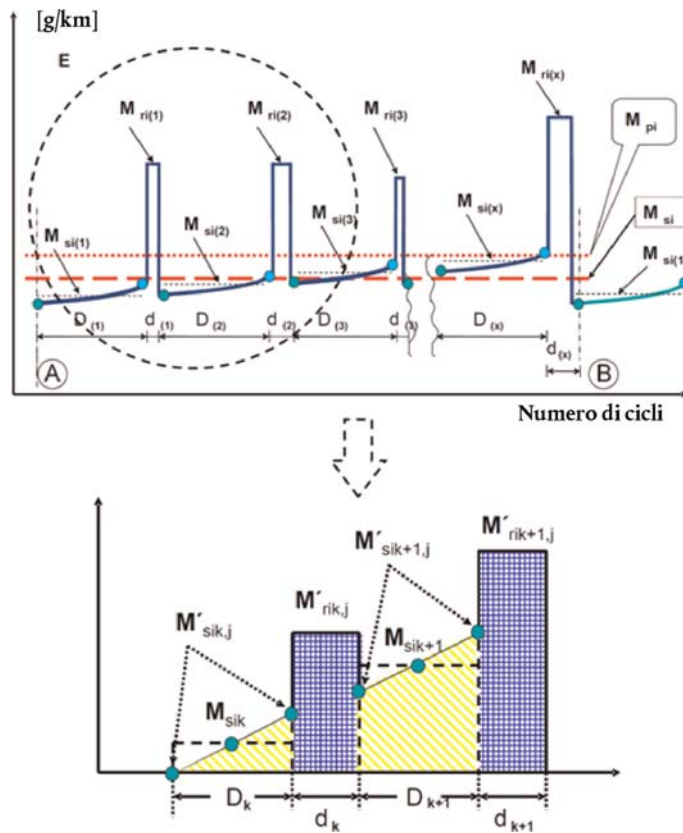 [g/km]
E
M ri(1)
M ri(2)
M ri(3)
M ri(x)
M pi
M si
M si(1
M si(1)
M si(2)
M si(3)
M si(x)
D (1) d (1) D (2) d (2) D (3) d (3) D (x) d (x)
A B
Numero di cicli
M´sik,j
M´rik,j
M´sik+1,j
M´rik+1,j
M sik
M sik+1
D k d k D k+1 d k+1